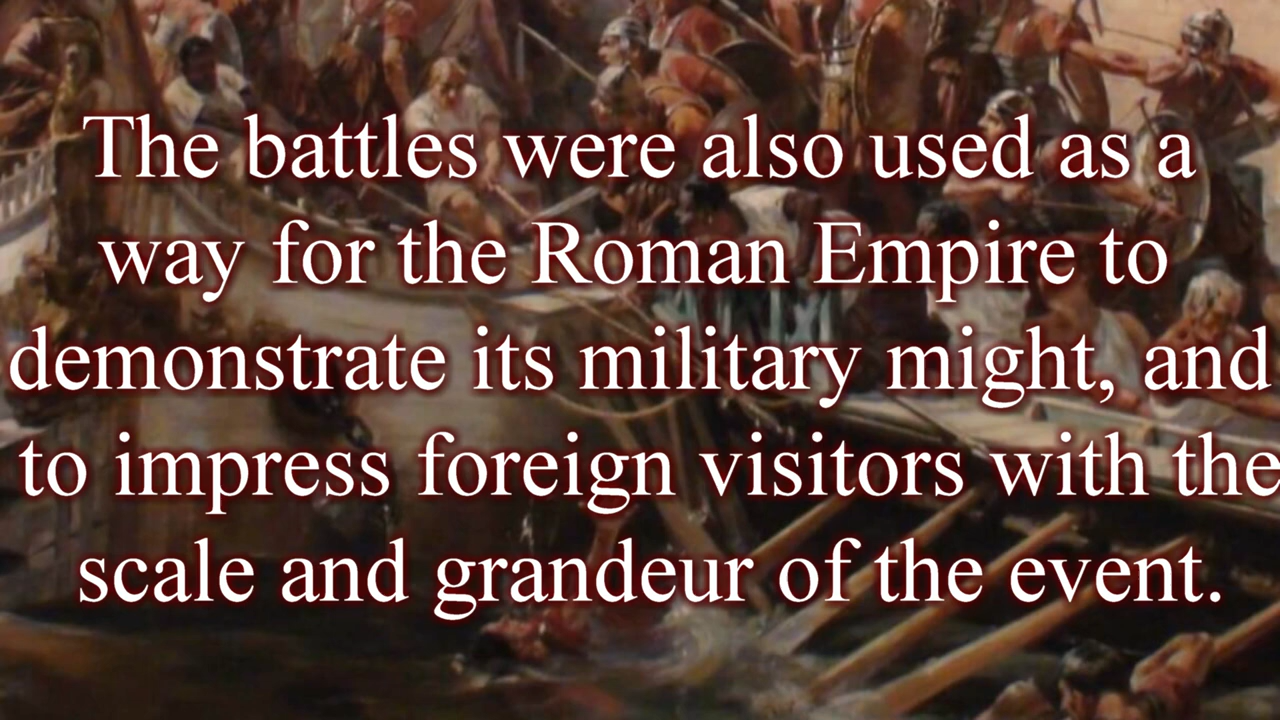 The battles were also used as a
way for the Roman Empire to
demonstrate its military might, and
to impress foreign visitors with the
scale and grandeur of the event.